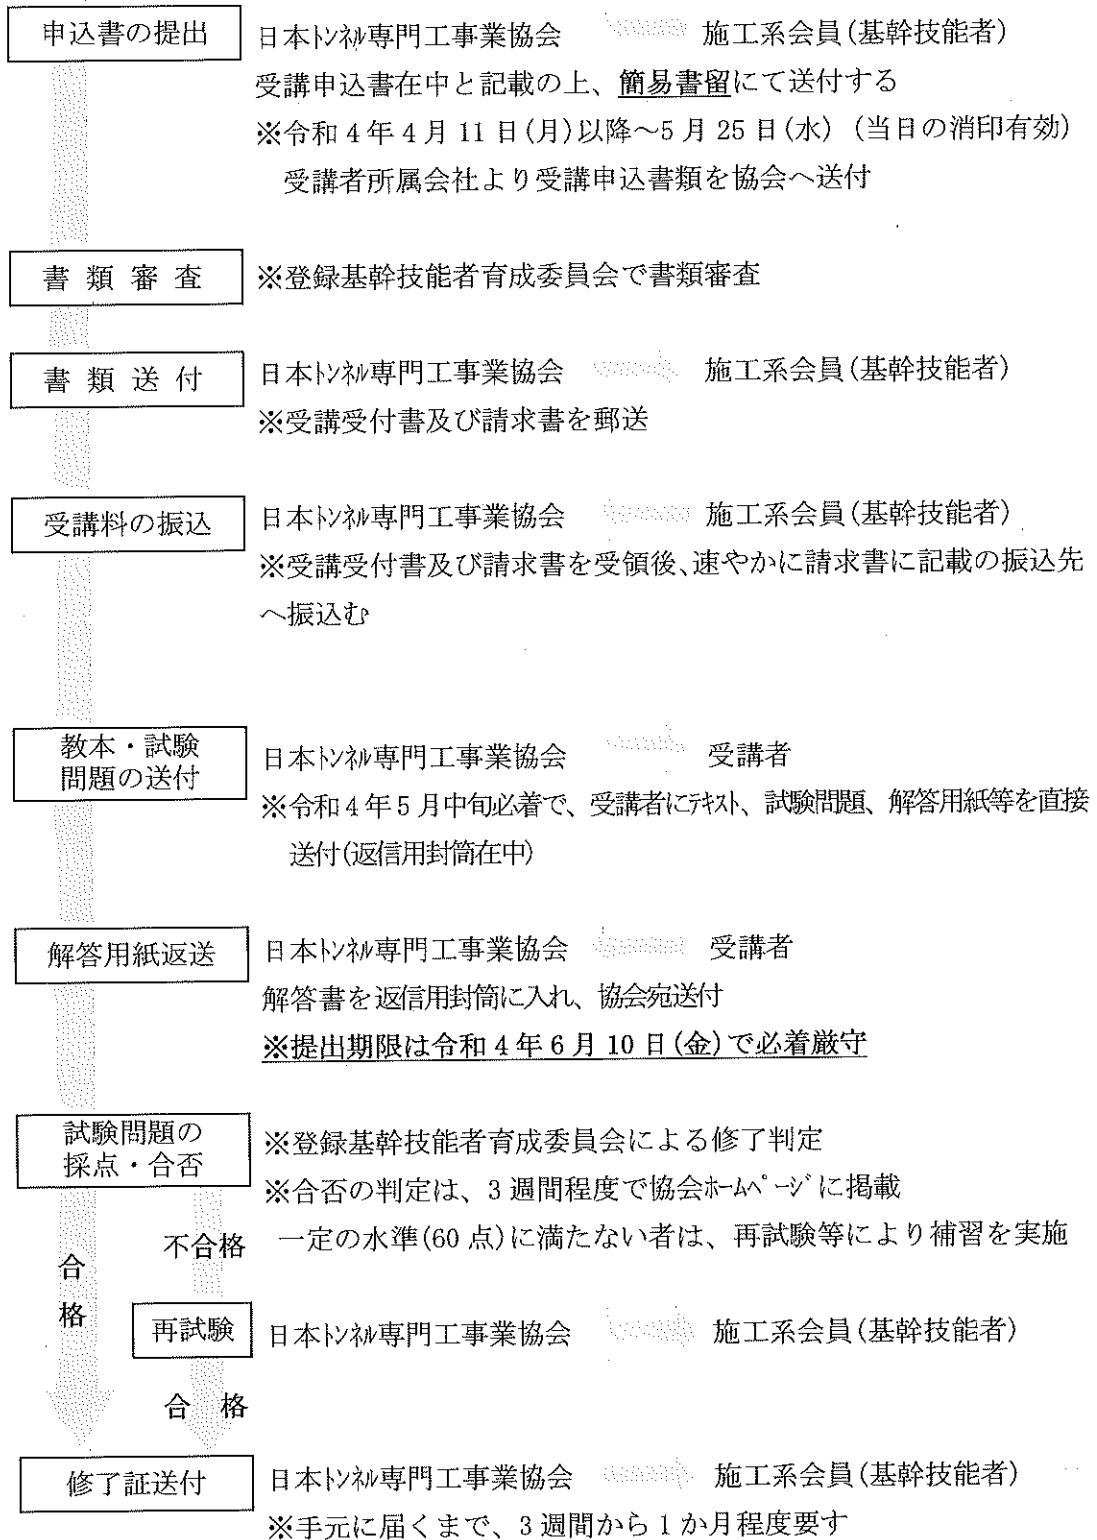 申込書の提出 日本トンネル専門工事業協会 施工系会員(基幹技能者)
受講申込書在中と記載の上、簡易書留にて送付する
※令和4年4月11日(月)以降～5月25日(水) (当日の消印有効)
受講者所属会社より受講申込書類を協会へ送付
書類審査 ※登録基幹技能者育成委員会で書類審査
書類送付 日本トンネル専門工事業協会 施工系会員(基幹技能者)
※受講受付書及び請求書を郵送
受講料の振込 日本トンネル専門工事業協会 施工系会員(基幹技能者)
※受講受付書及び請求書を受領後、速やかに請求書に記載の振込先
へ振込む
教本・試験
問題の送付 日本トンネル専門工事業協会 受講者
※令和4年5月中旬必着で、受講者にテキスト、試験問題、解答用紙等を直接
送付(返信用封筒在中)
解答用紙返送 日本トンネル専門工事業協会 受講者
解答書を返信用封筒に入れ、協会宛送付
※提出期限は令和4年6月10日(金)で必着厳守
試験問題の
採点・合否 ※登録基幹技能者育成委員会による修了判定
※合否の判定は、3週間程度で協会ホームページに掲載
一定の水準(60点)に満たない者は、再試験等により補習を実施
不合格
合格
再試験 日本トンネル専門工事業協会 施工系会員(基幹技能者)
合格
修了証送付 日本トンネル専門工事業協会 施工系会員(基幹技能者)
※手元に届くまで、3週間から1か月程度要す